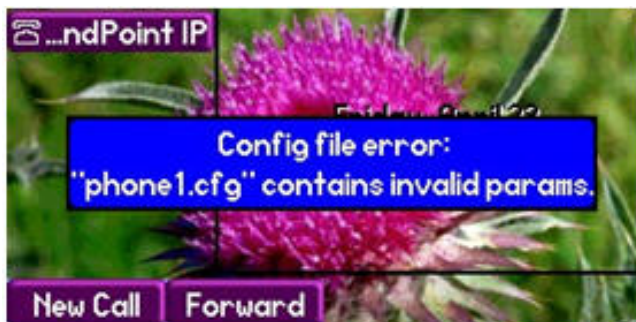 ...ndPoint IP
Config file error:
"phone1.cfg" contains invalid params.
New Call
Forward